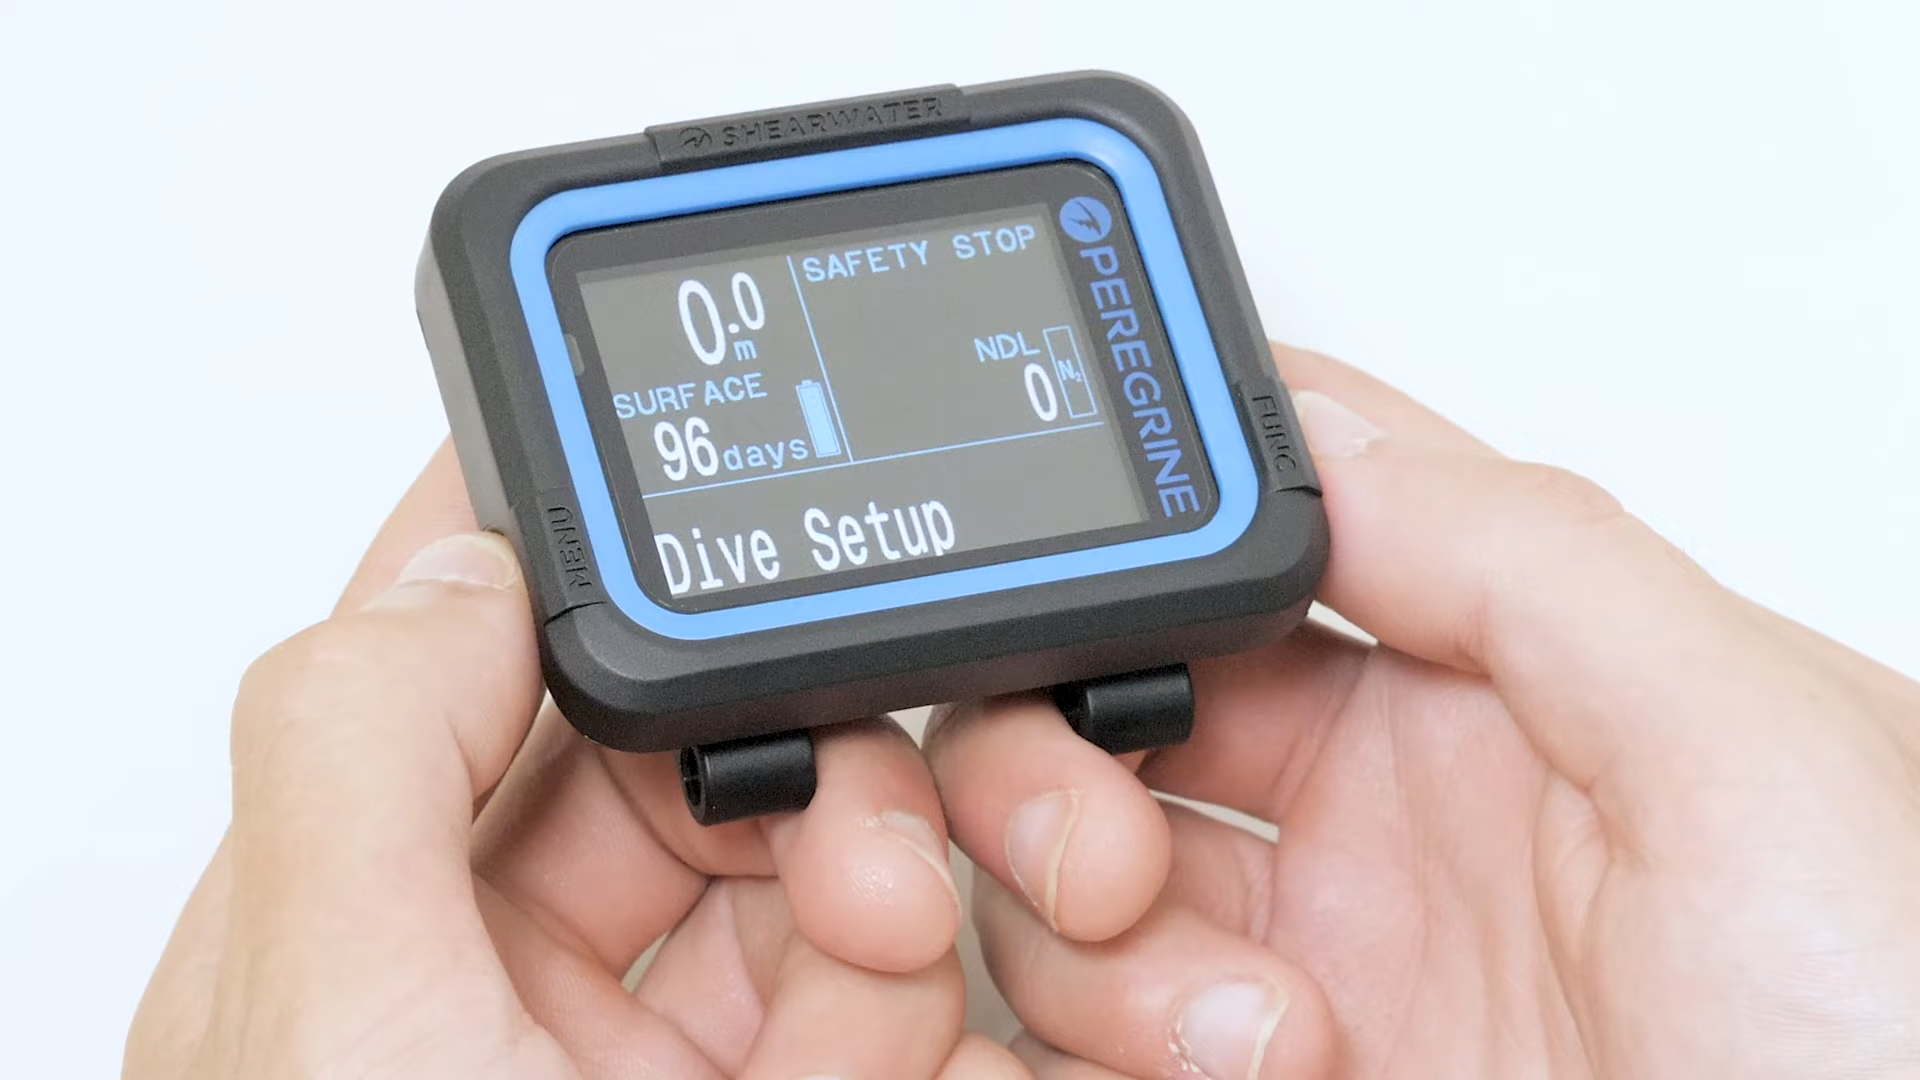 SHEARWATER
SAFETY STOP
0.0
m
NDL
0
N2
SURFACE
96days
Dive Setup
PEREGRINE
MENU
FUNC